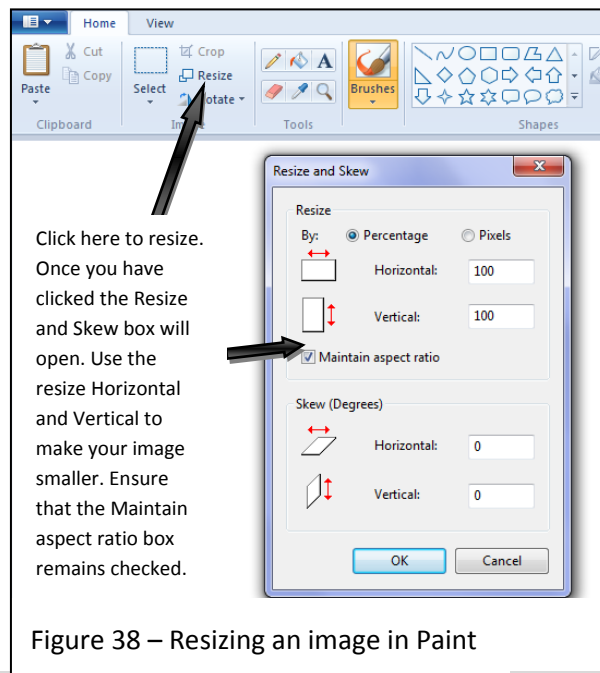 Home View
Cut
Copy
Paste
Clipboard
Crop
Resize
Rotate
Select
Tools
Brushes
Shapes
Resize and Skew
Resize
By: Percentage Pixels
Horizontal: 100
Vertical: 100
Maintain aspect ratio
Skew (Degrees)
Horizontal: 0
Vertical: 0
OK Cancel
Click here to resize.
Once you have
clicked the Resize
and Skew box will
open. Use the
resize Horizontal
and Vertical to
make your image
smaller. Ensure
that the Maintain
aspect ratio box
remains checked.
Figure 38 – Resizing an image in Paint